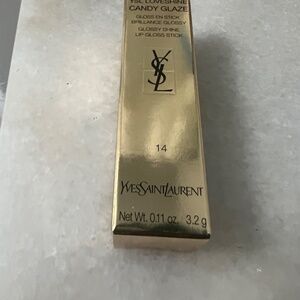 YSL LOVESHINE
CANDY GLAZE
GLOSS EN STICK
BRILLANCE GLOSSY
GLOSSY SHINE
LIP GLOSS STICK
YSL
14
YVESSAINTLAURENT
Net Wt. 0.11 oz. 3.2 g